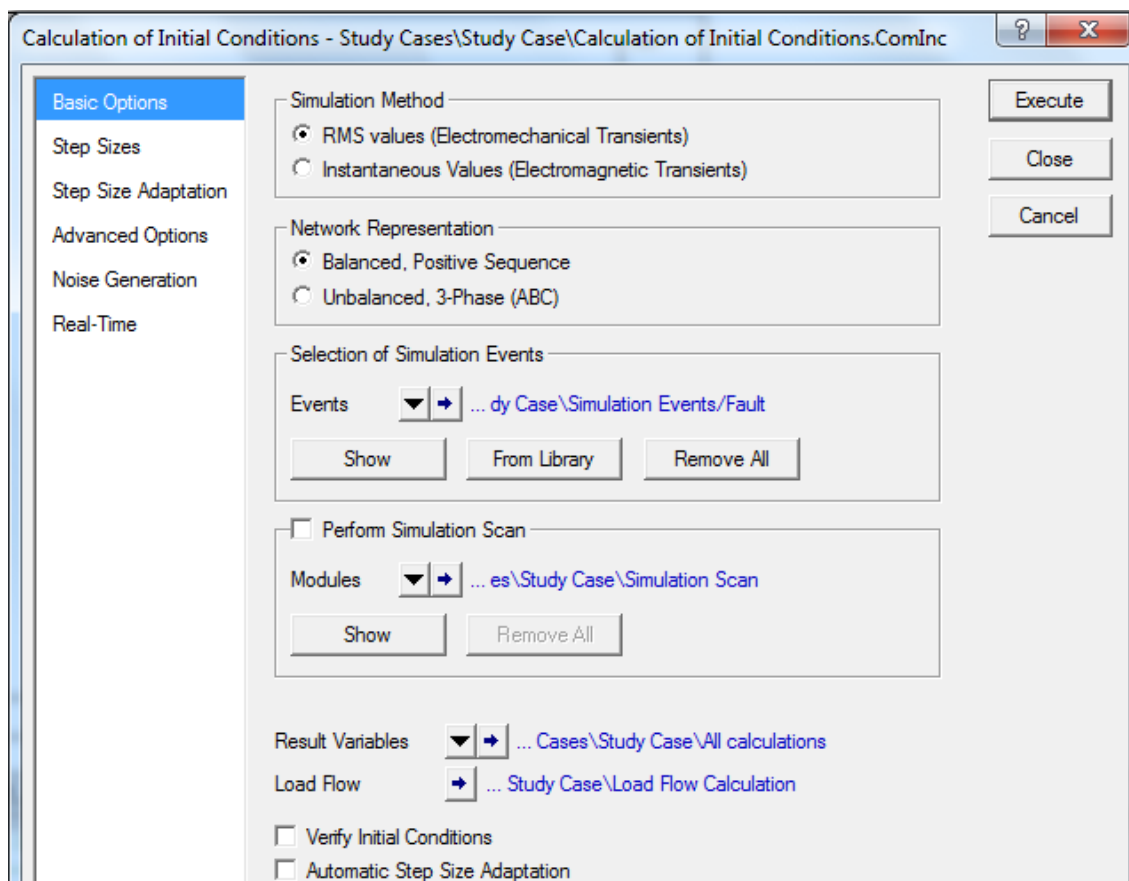 Calculation of Initial Conditions - Study Cases\Study Case\Calculation of Initial Conditions.ComInc
Basic Options
Step Sizes
Step Size Adaptation
Advanced Options
Noise Generation
Real-Time
Simulation Method
RMS values (Electromechanical Transients)
Instantaneous Values (Electromagnetic Transients)
Network Representation
Balanced, Positive Sequence
Unbalanced, 3-Phase (ABC)
Selection of Simulation Events
Events ... dy Case\Simulation Events/Fault
Show From Library Remove All
Perform Simulation Scan
Modules ... es\Study Case\Simulation Scan
Show Remove All
Result Variables ... Cases\Study Case\All calculations
Load Flow ... Study Case\Load Flow Calculation
Verify Initial Conditions
Automatic Step Size Adaptation
Execute
Close
Cancel